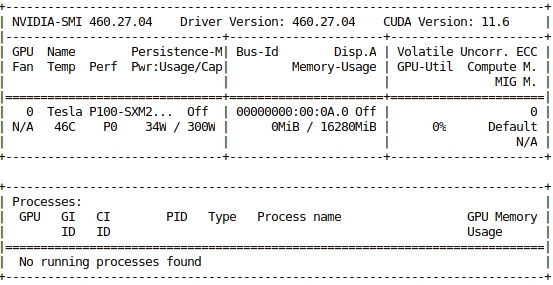 NVIDIA-SMI 460.27.04    Driver Version: 460.27.04    CUDA Version: 11.6
GPU  Name        Persistence-M| Bus-Id        Disp.A | Volatile Uncorr. ECC
Fan  Temp  Perf  Pwr:Usage/Cap|         Memory-Usage | GPU-Util  Compute M.
MIG M.
0  Tesla P100-SXM2...  Off  | 00000000:00:0A.0 Off |                    0
N/A   46C    P0    34W / 300W |      0MiB / 16280MiB |      0%      Default
N/A
Processes:
GPU   GI   CI        PID   Type   Process name                  GPU Memory
ID   ID                                                   Usage
No running processes found